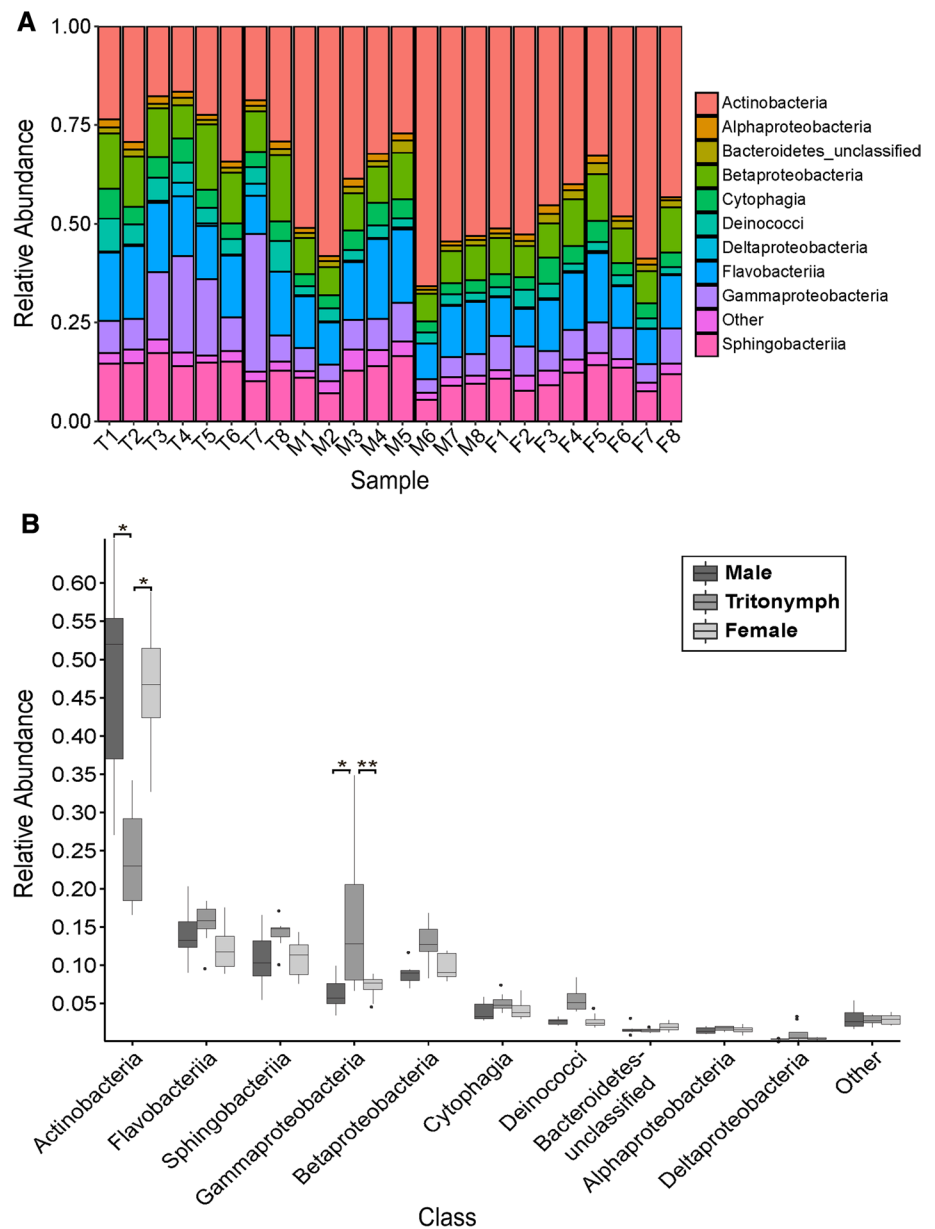 A
1.00
0.75
0.50
0.25
0.00
Relative Abundance
T1 T2 T3 T4 T5 T6 T7 T8 M1 M2 M3 M4 M5 M6 M7 M8 F1 F2 F3 F4 F5 F6 F7 F8
Sample
Actinobacteria
Alphaproteobacteria
Bacteroidetes_unclassified
Betaproteobacteria
Cytophagia
Deinococci
Deltaproteobacteria
Flavobacteriia
Gammaproteobacteria
Other
Sphingobacteriia
B
* * * **
0.60
0.55
0.50
0.45
0.40
0.35
0.30
0.25
0.20
0.15
0.10
0.05
Relative Abundance
Male
Tritonymph
Female
Actinobacteria
Flavobacteriia
Sphingobacteriia
Gammaproteobacteria
Betaproteobacteria
Cytophagia
Deinococci
Bacteroidetes-
unclassified
Alphaproteobacteria
Deltaproteobacteria
Other
Class